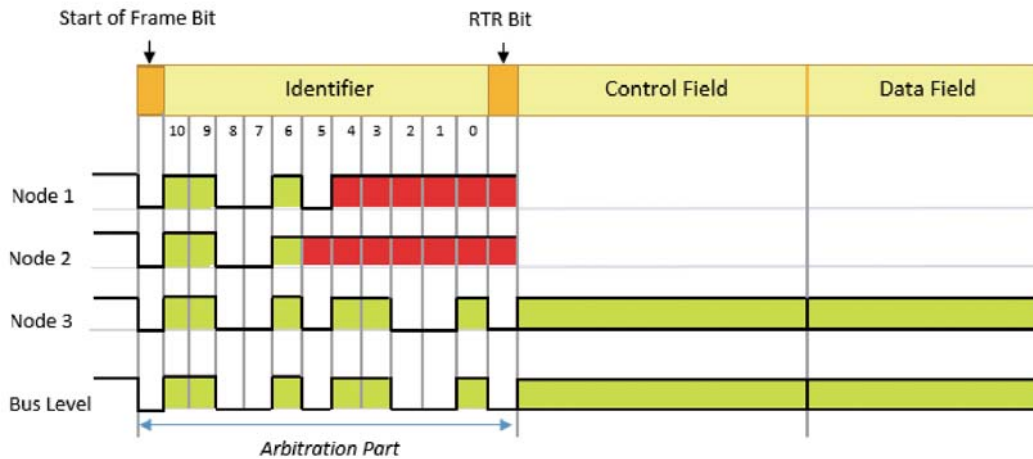 Start of Frame Bit RTR Bit
Identifier Control Field Data Field
10 9 8 7 6 5 4 3 2 1 0
Node 1
Node 2
Node 3
Bus Level
Arbitration Part